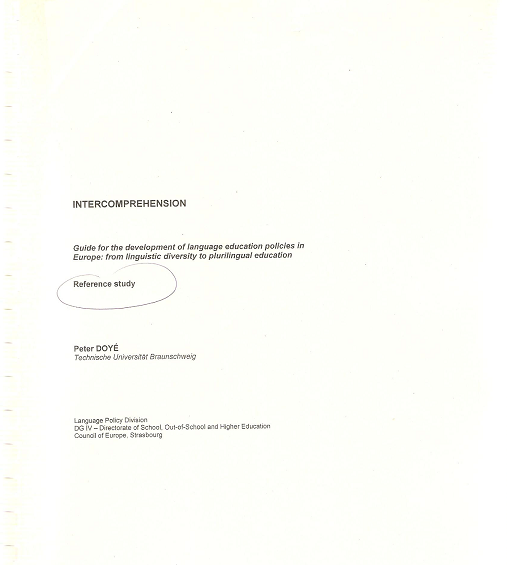 INTERCOMPREHENSION
Guide for the development of language education policies in
Europe: from linguistic diversity to plurilingual education
Reference study
Peter DOYÉ
Technische Universität Braunschweig
Language Policy Division
DG IV – Directorate of School, Out-of-School and Higher Education
Council of Europe, Strasbourg